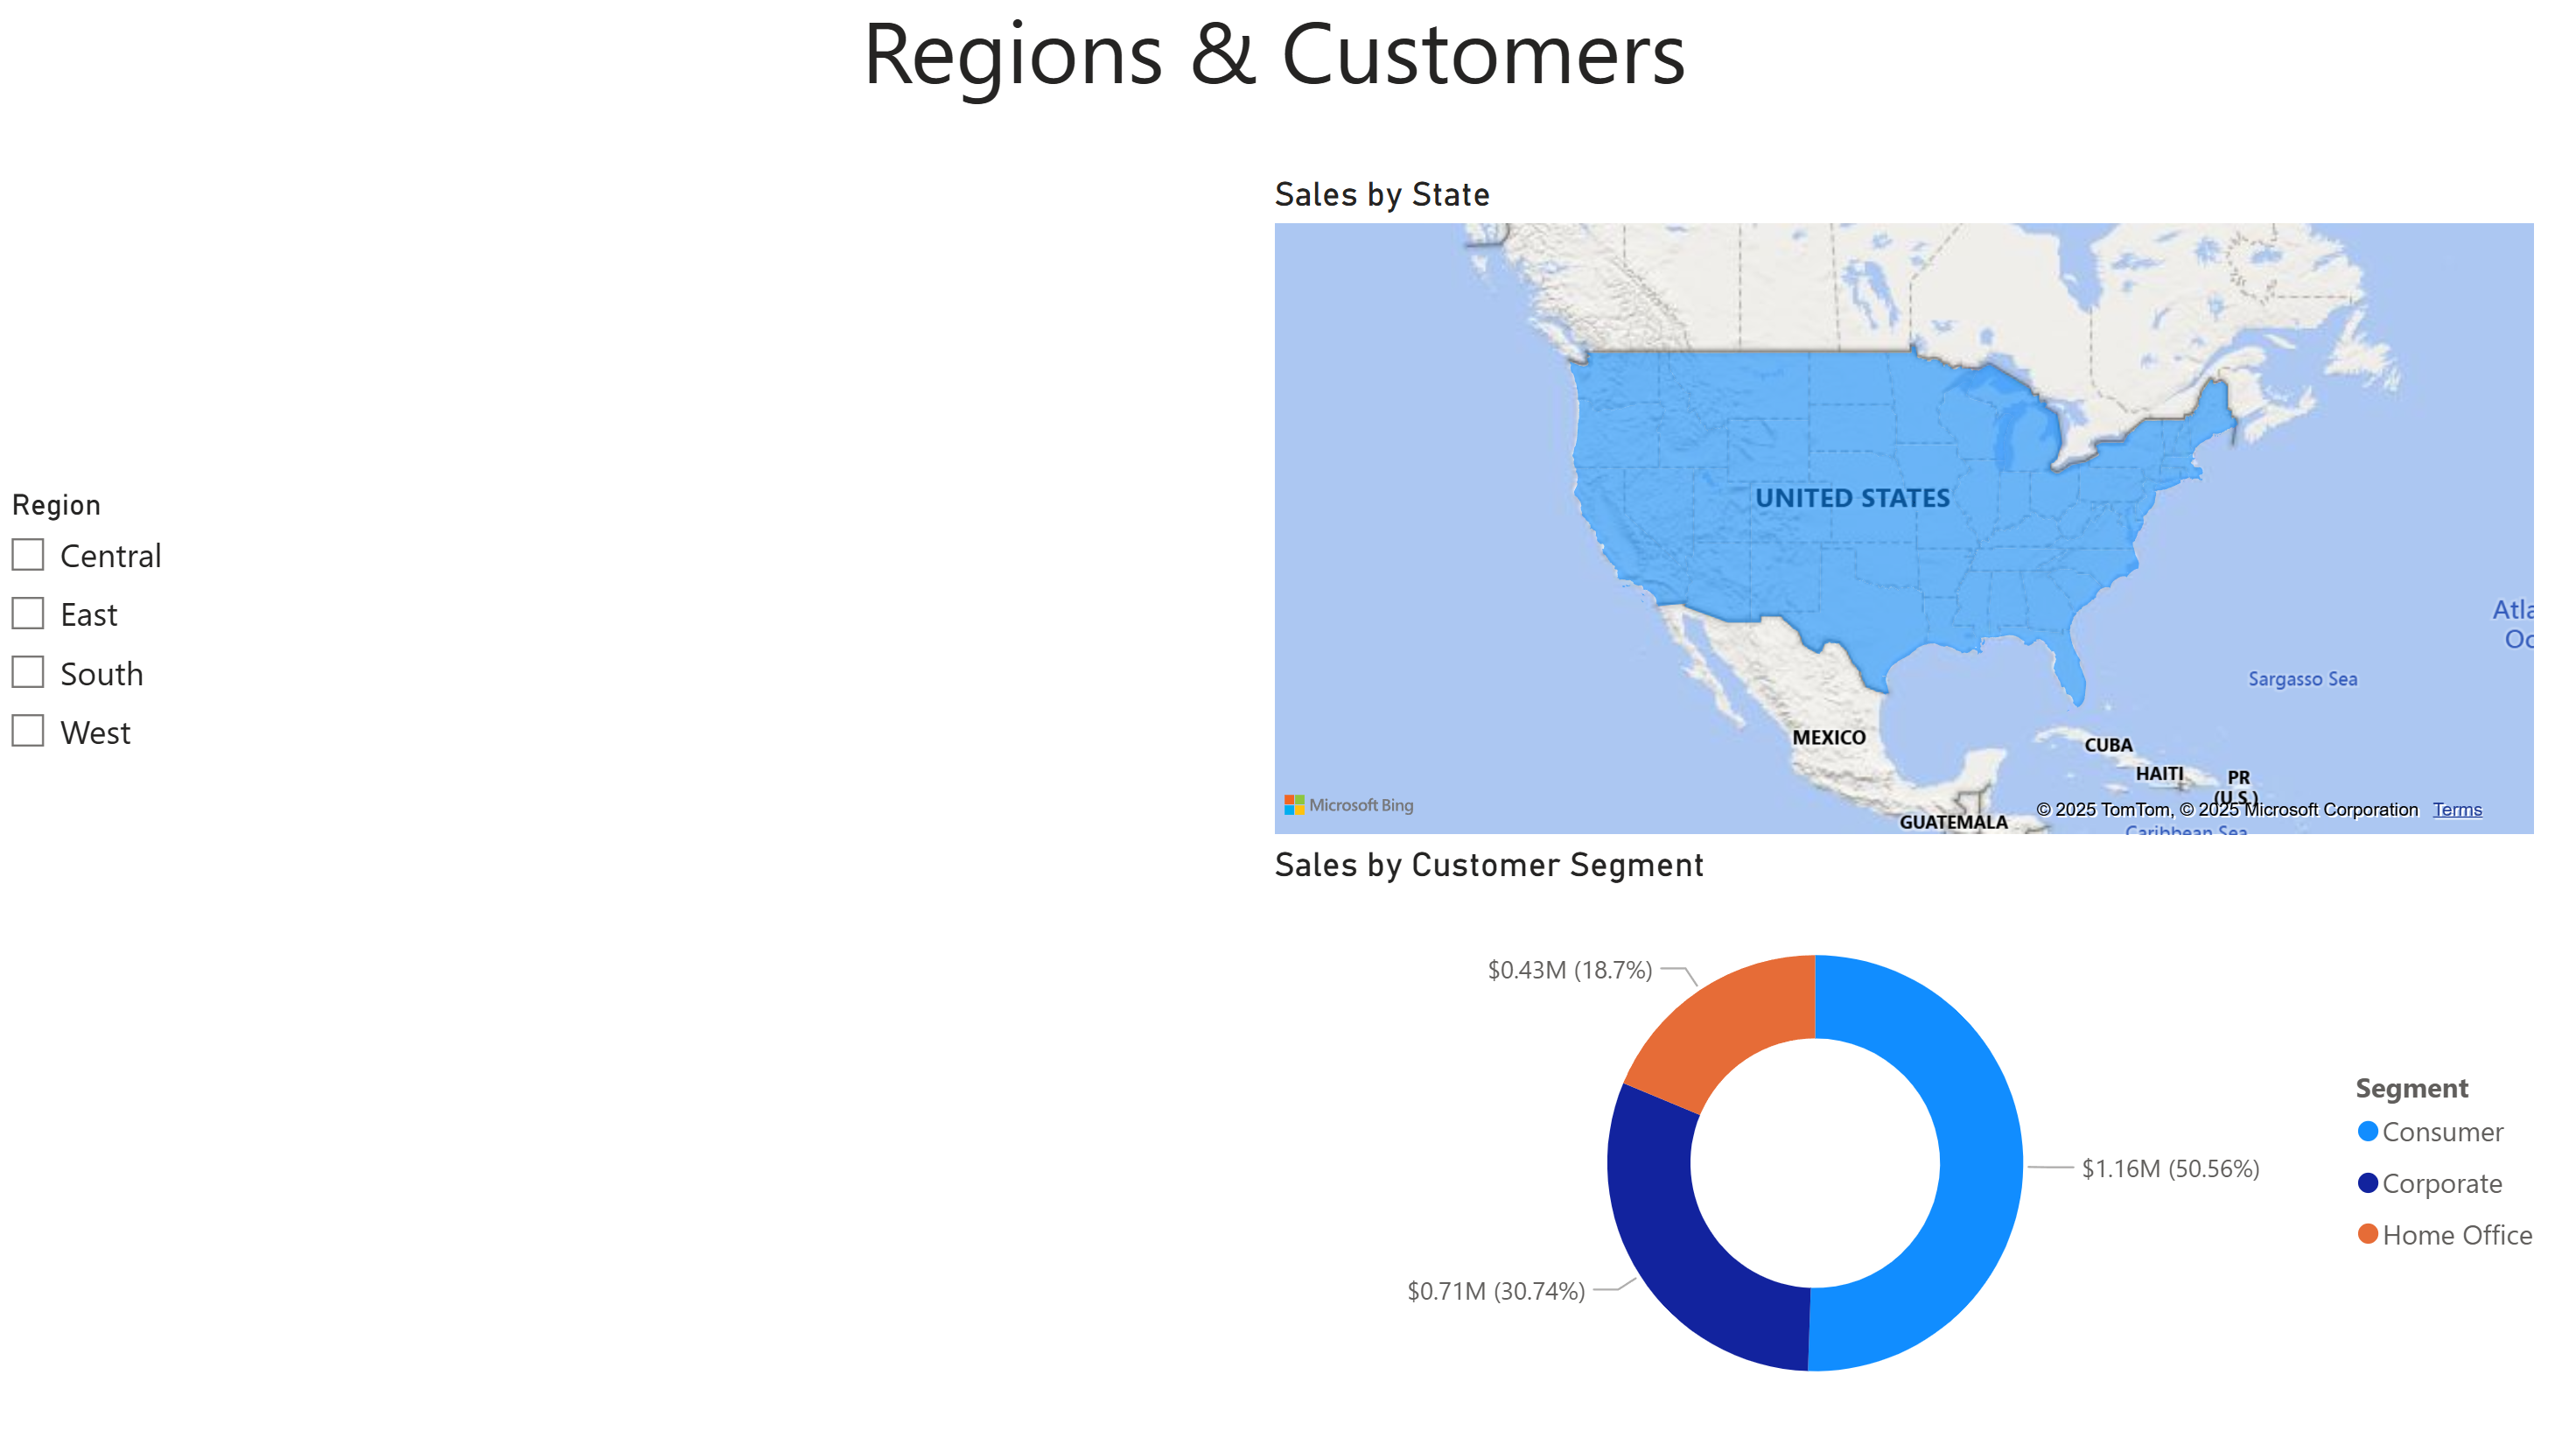 Regions & Customers
Region
Central
East
South
West
Sales by State
UNITED STATES
Atla
Oc
Sargasso Sea
MEXICO
CUBA
HAITI
PR
(U.S.)
GUATEMALA
Caribbean Sea
Microsoft Bing
© 2025 TomTom, © 2025 Microsoft Corporation Terms
Sales by Customer Segment
$0.43M (18.7%)
$1.16M (50.56%)
$0.71M (30.74%)
Segment
Consumer
Corporate
Home Office